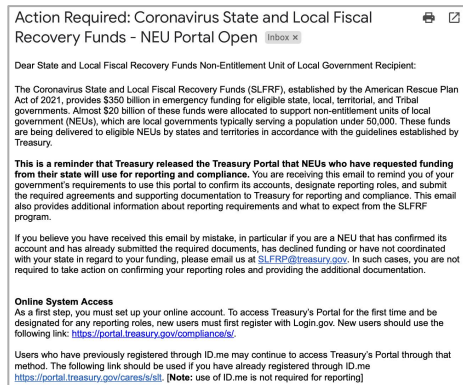 Action Required: Coronavirus State and Local Fiscal
Recovery Funds - NEU Portal Open Inbox ×
Dear State and Local Fiscal Recovery Funds Non-Entitlement Unit of Local Government Recipient:
The Coronavirus State and Local Fiscal Recovery Funds (SLFRF), established by the American Rescue Plan
Act of 2021, provides $350 billion in emergency funding for eligible state, local, territorial, and Tribal
governments. Almost $20 billion of these funds were allocated to support non-entitlement units of local
government (NEUs), which are local governments typically serving a population under 50,000. These funds
are being delivered to eligible NEUs by states and territories in accordance with the guidelines established by
Treasury.
This is a reminder that Treasury released the Treasury Portal that NEUs who have requested funding
from their state will use for reporting and compliance. You are receiving this email to remind you of your
government's requirements to use this portal to confirm its accounts, designate reporting roles, and submit
the required agreements and supporting documentation to Treasury for reporting and compliance. This email
also provides additional information about reporting requirements and what to expect from the SLFRF
program.
If you believe you have received this email by mistake, in particular if you are a NEU that has confirmed its
account and has already submitted the required documents, has declined funding or have not coordinated
with your state in regard to your funding, please email us at SLFRP@treasury.gov. In such cases, you are not
required to take action on confirming your reporting roles and providing the additional documentation.
Online System Access
As a first step, you must set up your online account. To access Treasury's Portal for the first time and be
designated for any reporting roles, new users must first register with Login.gov. New users should use the
following link: https://portal.treasury.gov/compliance/s/.
Users who have previously registered through ID.me may continue to access Treasury's Portal through that
method. The following link should be used if already registered through ID.me
https://portal.treasury.gov/cares/s/slt. [Note: use of ID.me is not required for reporting]